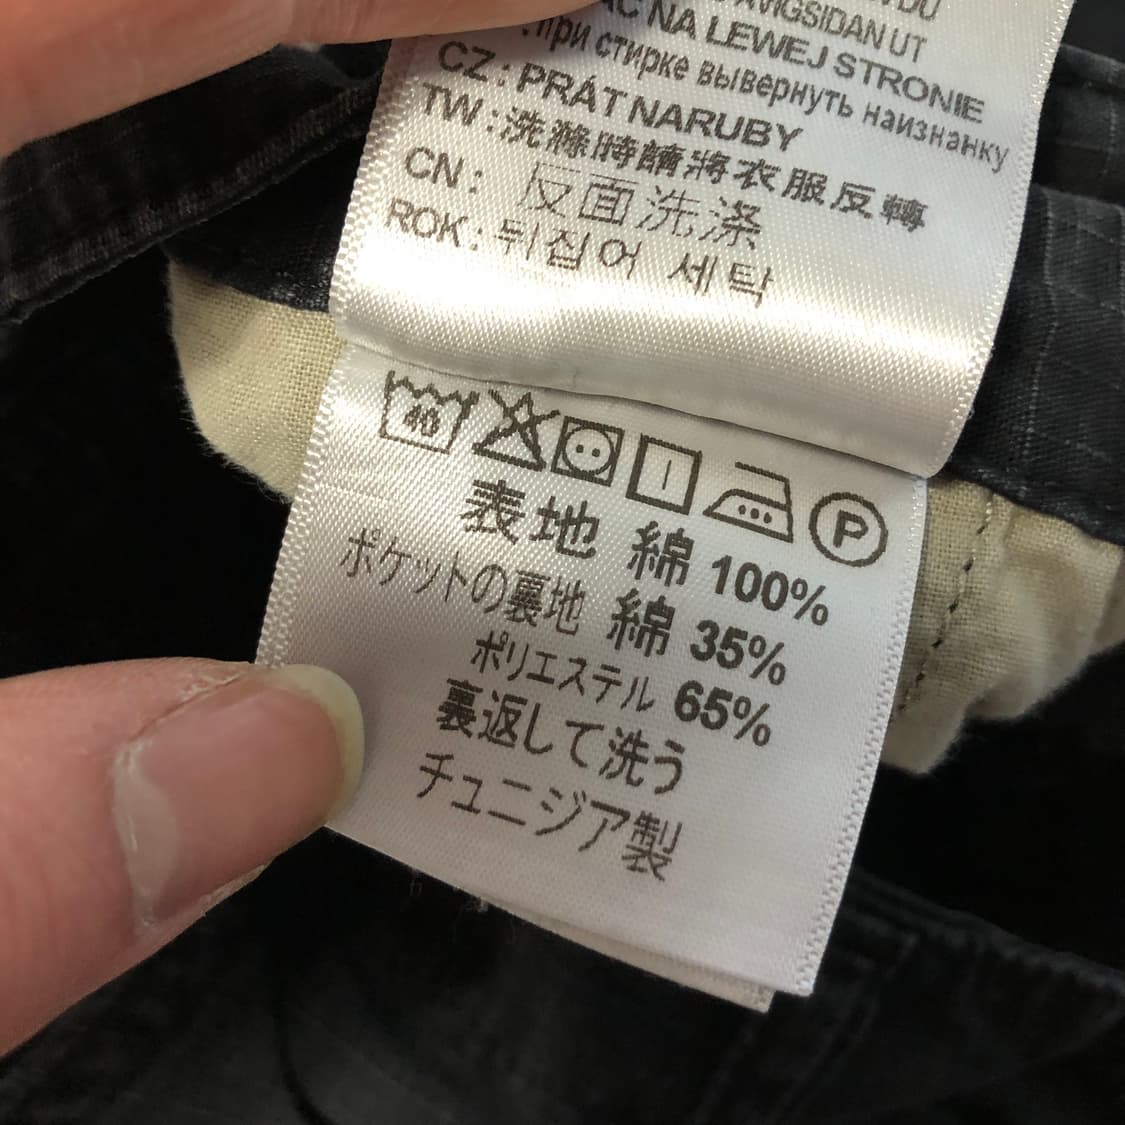 NA LEWEJ STRONIE
при стирке вывернуть наизнанку
CZ: PRÁT NARUBY
TW:洗滌時請將衣服反轉
CN: 反面洗涤
ROK:뒤집어 세탁
40
P
表地 綿 100%
ポケットの裏地 綿 35%
ポリエステル 65%
裏返して洗う
チュニジア製